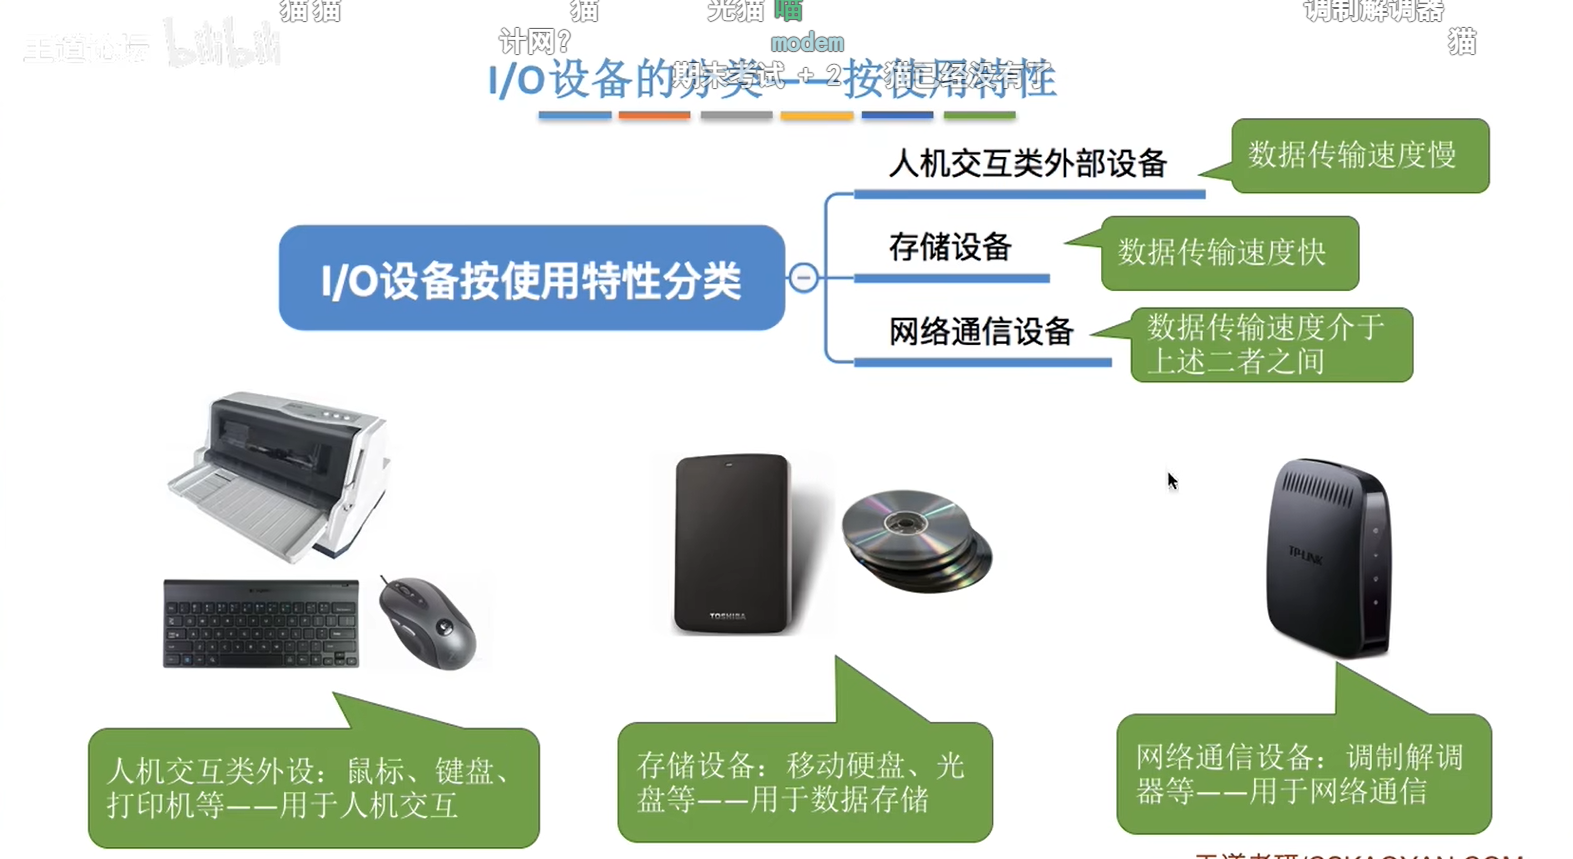 猫猫
猫
光猫 喵
调制解调器
王道论坛 bilibili
计网?
modem
猫
I/O设备的分类——按使用特性
期末考试 + 2
猫已经没有了
人机交互类外部设备
数据传输速度慢
存储设备
数据传输速度快
I/O设备按使用特性分类
网络通信设备
数据传输速度介于
上述二者之间
TOSHIBA
TP-LINK
人机交互类外设：鼠标、键盘、
打印机等——用于人机交互
存储设备：移动硬盘、光
盘等——用于数据存储
网络通信设备：调制解调
器等——用于网络通信
王道考研/CSKAOYAN.COM